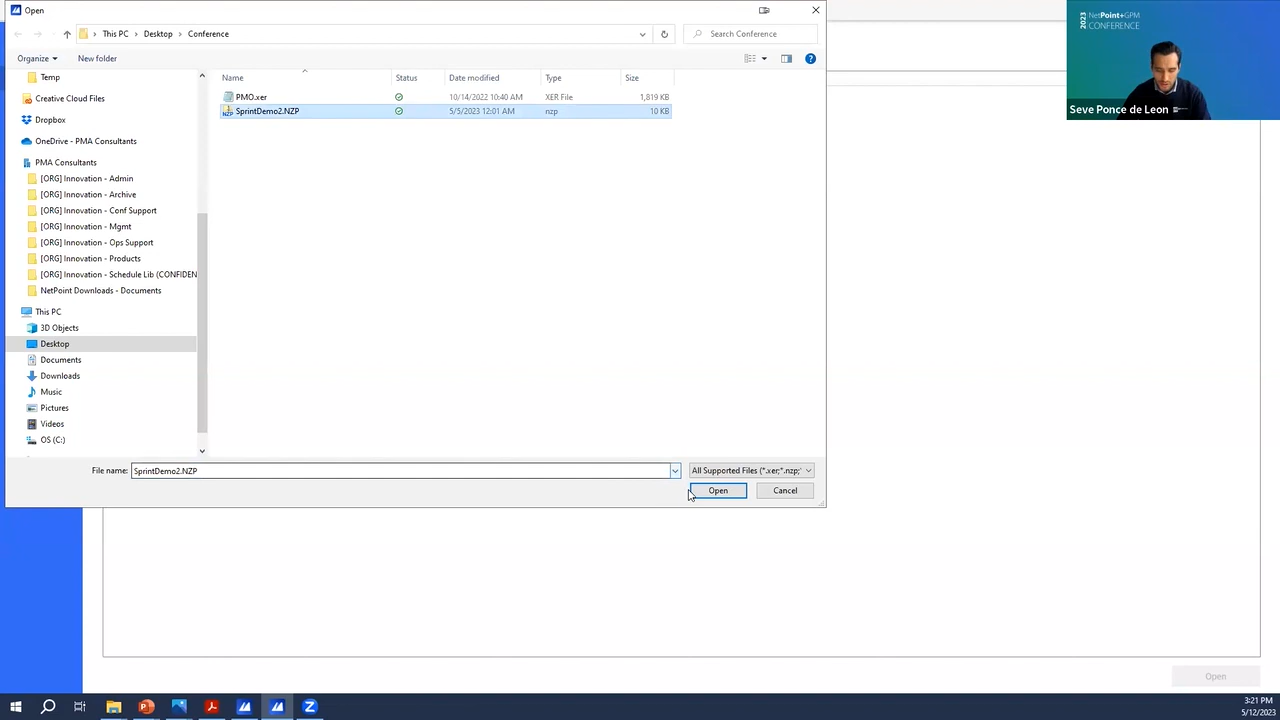 Open
This PC
Desktop
Conference
Search Conference
Organize
New folder
Temp
Creative Cloud Files
Dropbox
OneDrive - PMA Consultants
PMA Consultants
[ORG] Innovation - Admin
[ORG] Innovation - Archive
[ORG] Innovation - Conf Support
[ORG] Innovation - Mgmt
[ORG] Innovation - Ops Support
[ORG] Innovation - Products
[ORG] Innovation - Schedule Lib (CONFIDEN
NetPoint Downloads - Documents
This PC
3D Objects
Desktop
Documents
Downloads
Music
Pictures
Videos
OS (C:)
Name Status Date modified Type Size
PMO.xer 10/14/2022 10:40 AM XER File 1,819 KB
SprintDemo2.NZP 5/5/2023 12:01 AM nzp 10 KB
File name: SprintDemo2.NZP All Supported Files (*.xer;*.nzp;*
Open Cancel
2023 NetPoint+GPM
CONFERENCE
Seve Ponce de Leon
Open
3:21 PM
5/12/2023